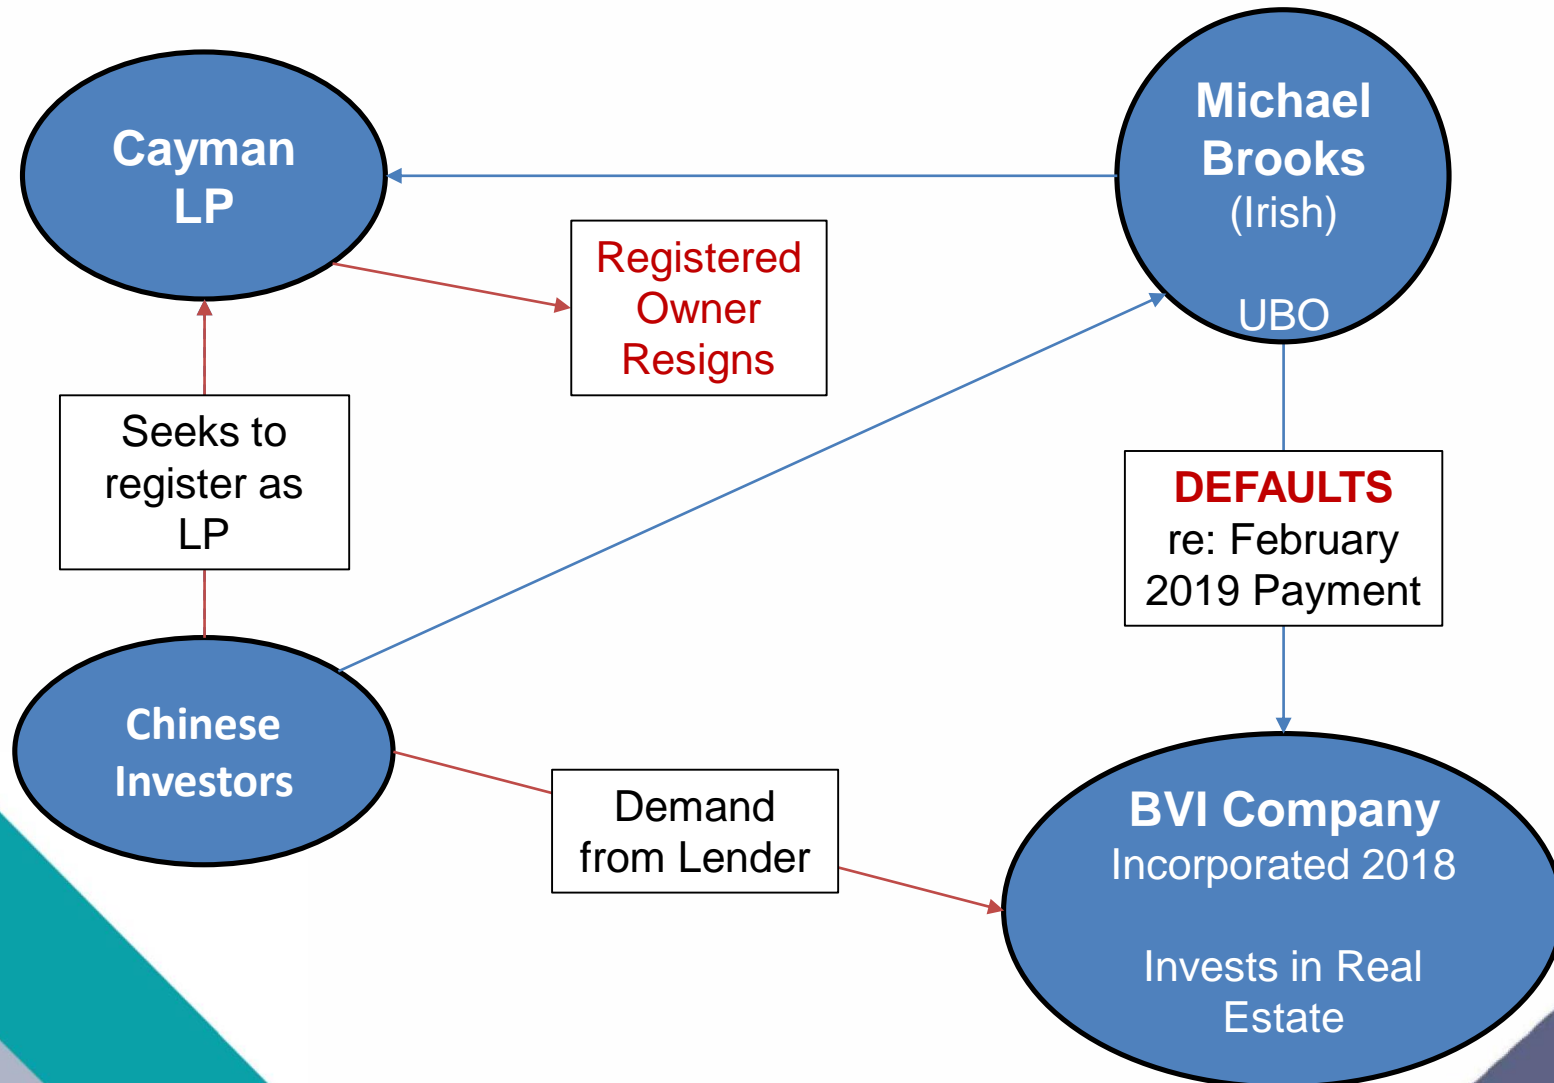 Cayman
LP
Michael
Brooks
(Irish)
UBO
Registered
Owner
Resigns
Seeks to
register as
LP
DEFAULTS
re: February
2019 Payment
Chinese
Investors
Demand
from Lender
BVI Company
Incorporated 2018
Invests in Real
Estate